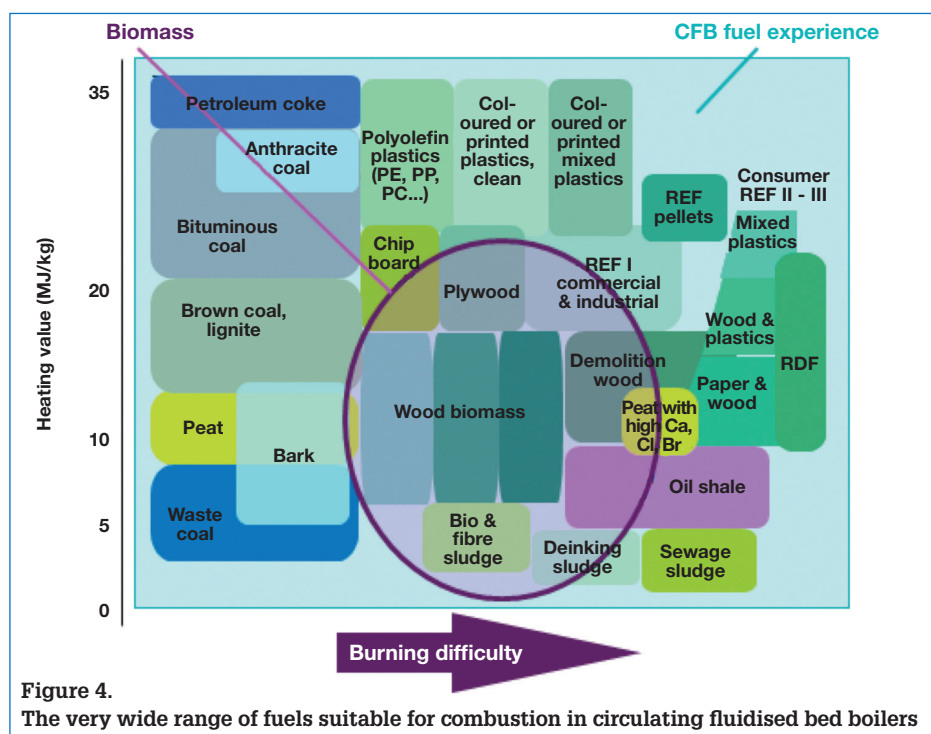 Biomass
CFB fuel experience
Heating value (MJ/kg)
35
20
10
5
0
Petroleum coke
Anthracite
coal
Bituminous
coal
Brown coal,
lignite
Peat
Bark
Waste
coal
Polyolefin
plastics
(PE, PP,
PC...)
Col-
oured or
printed
plastics,
clean
Col-
oured or
printed
mixed
plastics
REF
pellets
Consumer
REF II - III
Mixed
plastics
Chip
board
Plywood
REF I
commercial
& industrial
Wood &
plastics
RDF
Demolition
wood
Paper &
wood
Wood biomass
Peat with
high Ca,
Cl, Br
Oil shale
Bio &
fibre
sludge
Deinking
sludge
Sewage
sludge
Burning difficulty
Figure 4.
The very wide range of fuels suitable for combustion in circulating fluidised bed boilers